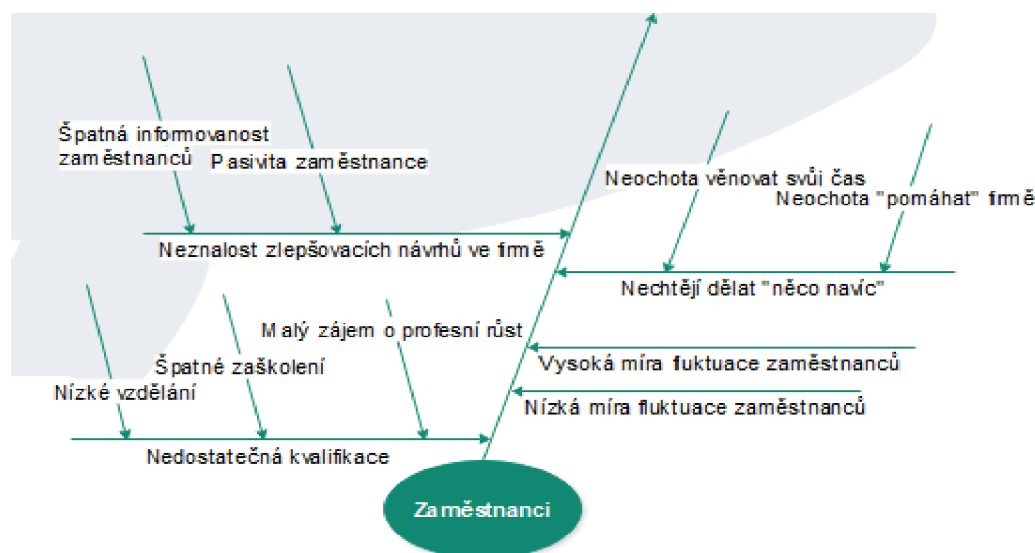 Špatná informovanost
zaměstnanců
Pasivita zaměstnance
Neochota věnovat svůj čas
Neochota "pomáhat" firmě
Neznalost zlepšovacích návrhů ve firmě
Nechtějí dělat "něco navíc"
Malý zájem o profesní růst
Špatné zaškolení
Nízké vzdělání
Vysoká míra fluktuace zaměstnanců
Nízká míra fluktuace zaměstnanců
Nedostatečná kvalifikace
Zaměstnanci